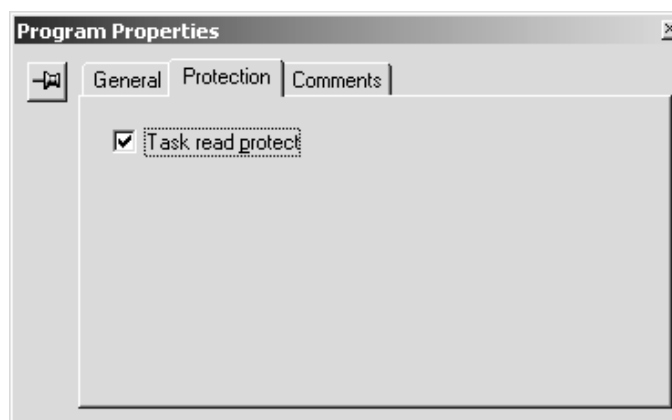 Program Properties
General Protection Comments
Task read protect